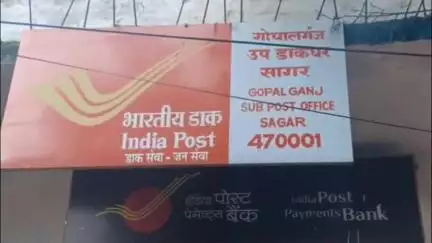 भारतीय डाक
India Post
डाक सेवा - जन सेवा
गोपालगंज
उप डाकघर
सागर
GOPAL GANJ
SUB POST OFFICE
SAGAR
470001
इंडिया पोस्ट
पेमेन्ट्स बैंक
India Post
Payments Bank